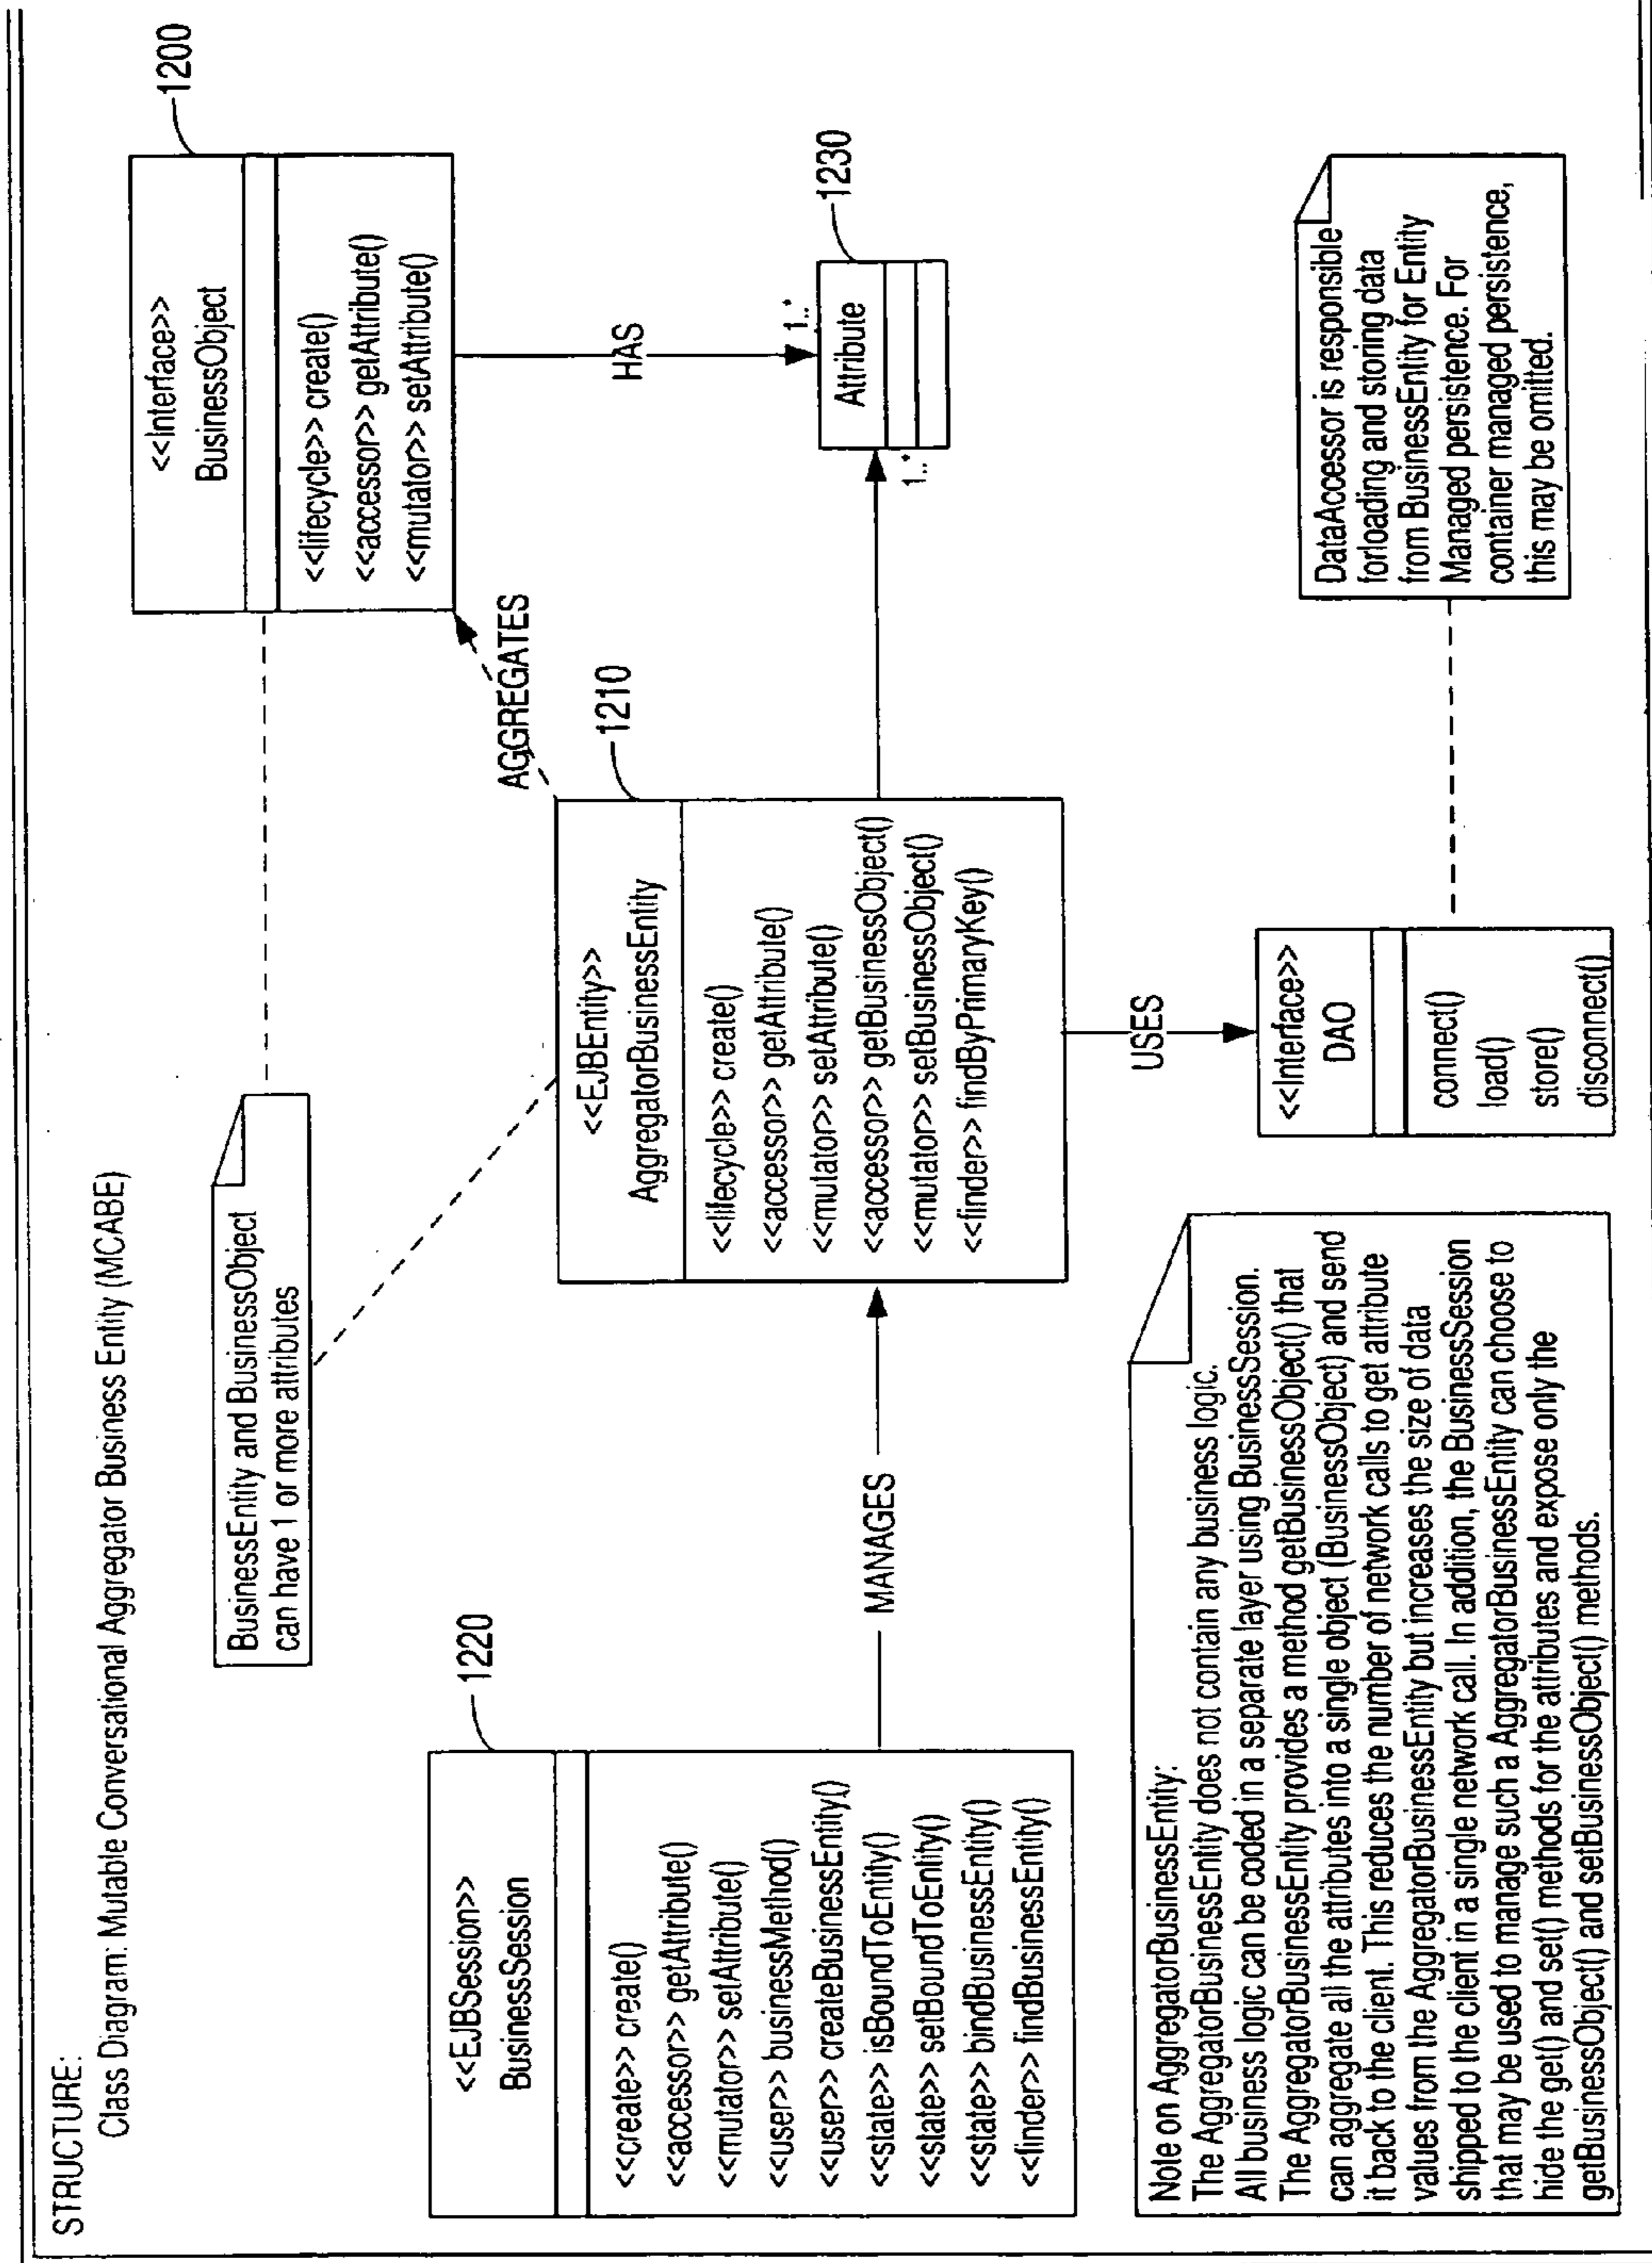 STRUCTURE:
Class Diagram: Mutable Conversational Aggregator Business Entity (MCABE)
BusinessEntity and BusinessObject
can have 1 or more attributes
<<Interface>>
BusinessObject
<<lifecycle>> create()
<<accessor>> getAttribute()
<<mutator>> setAttribute()
1200
AGGREGATES
HAS
1220
<<EJBSession>>
BusinessSession
<<create>> create()
<<accessor>> getAttribute()
<<mutator>> setAttribute()
<<user>> businessMethod()
<<user>> createBusinessEntity()
<<state>> isBoundToEntity()
<<state>> setBoundToEntity()
<<state>> bindBusinessEntity()
<<finder>> findBusinessEntity()
MANAGES
1210
<<EJBEntity>>
AggregatorBusinessEntity
<<lifecycle>> create()
<<accessor>> getAttribute()
<<mutator>> setAttribute()
<<accessor>> getBusinessObject()
<<mutator>> setBusinessObject()
<<finder>> findByPrimaryKey()
1..*
1..*
Attribute
1230
USES
Note on AggregatorBusinessEntity:
The AggregatorBusinessEntity does not contain any business logic.
All business logic can be coded in a separate layer using BusinessSession.
The AggregatorBusinessEntity provides a method getBusinessObject() that
can aggregate all the attributes into a single object (BusinessObject) and send
it back to the client. This reduces the number of network calls to get attribute
values from the AggregatorBusinessEntity but increases the size of data
shipped to the client in a single network call. In addition, the BusinessSession
that may be used to manage such a AggregatorBusinessEntity can choose to
hide the get() and set() methods for the attributes and expose only the
getBusinessObject() and setBusinessObject() methods.
<<Interface>>
DAO
connect()
load()
store()
disconnect()
DataAccessor is responsible
forloading and storing data
from BusinessEntity for Entity
Managed persistence. For
container managed persistence,
this may be omitted.